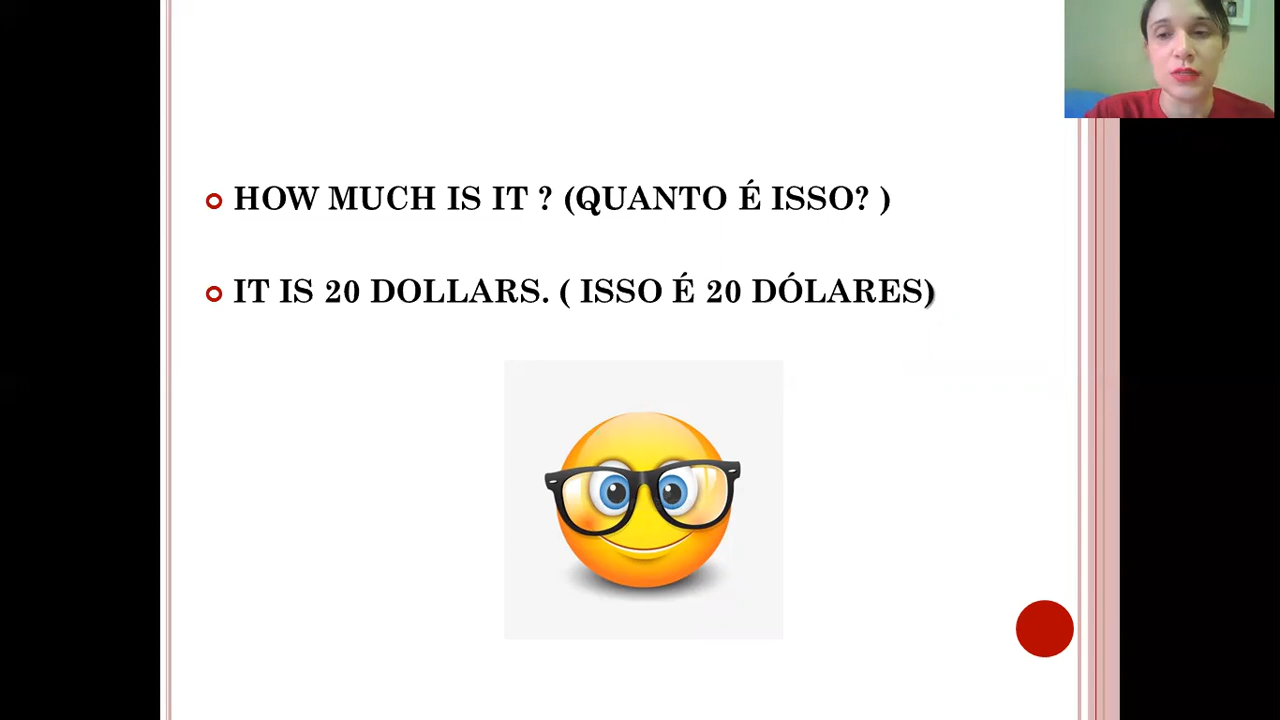 HOW MUCH IS IT ? (QUANTO É ISSO? )
IT IS 20 DOLLARS. ( ISSO É 20 DÓLARES)